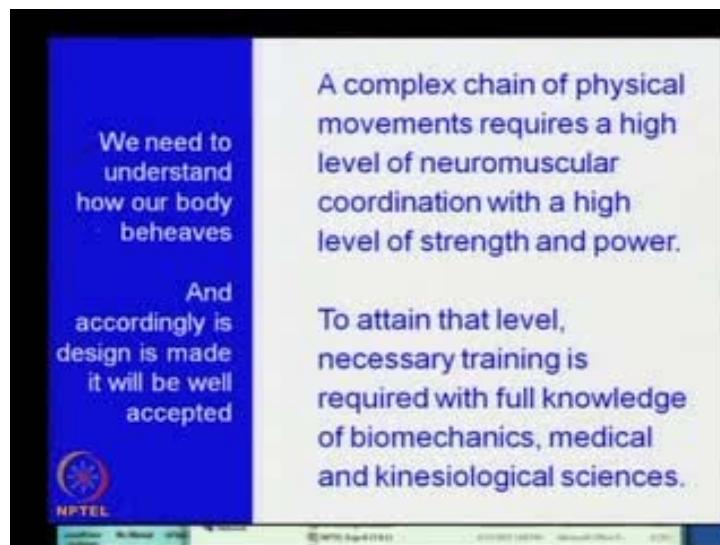 We need to
understand
how our body
beheaves
And
accordingly is
design is made
it will be well
accepted
A complex chain of physical
movements requires a high
level of neuromuscular
coordination with a high
level of strength and power.
To attain that level,
necessary training is
required with full knowledge
of biomechanics, medical
and kinesiological sciences.
NPTEL